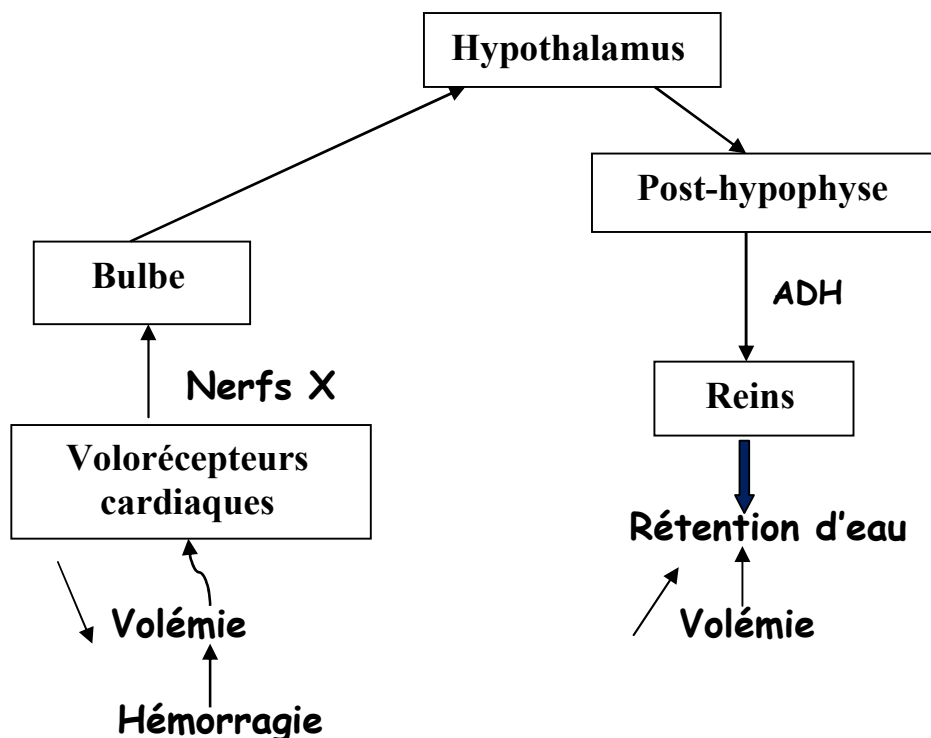 Hypothalamus
Post-hypophyse
Bulbe
ADH
Nerfs X
Reins
Volorécepteurs
cardiaques
Rétention d'eau
Volémie
Volémie
Hémorragie